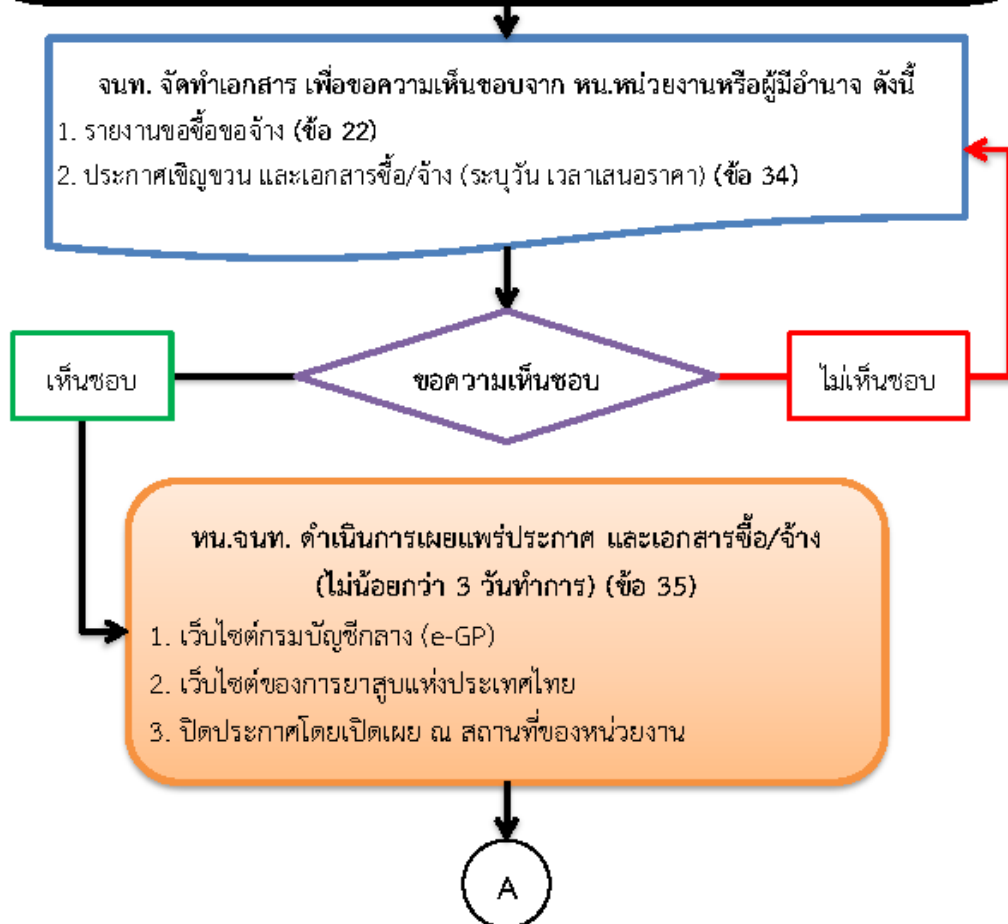 จนท. จัดทำเอกสาร เพื่อขอความเห็นชอบจาก หน.หน่วยงานหรือผู้มีอำนาจ ดังนี้
1. รายงานขอซื้อขอจ้าง (ข้อ 22)
2. ประกาศเชิญชวน และเอกสารซื้อ/จ้าง (ระบุวัน เวลาเสนอราคา) (ข้อ 34)
เห็นชอบ
ขอความเห็นชอบ
ไม่เห็นชอบ
หน.จนท. ดำเนินการเผยแพร่ประกาศ และเอกสารซื้อ/จ้าง
(ไม่น้อยกว่า 3 วันทำการ) (ข้อ 35)
1. เว็บไซต์กรมบัญชีกลาง (e-GP)
2. เว็บไซต์ของการยาสูบแห่งประเทศไทย
3. ปิดประกาศโดยเปิดเผย ณ สถานที่ของหน่วยงาน
A